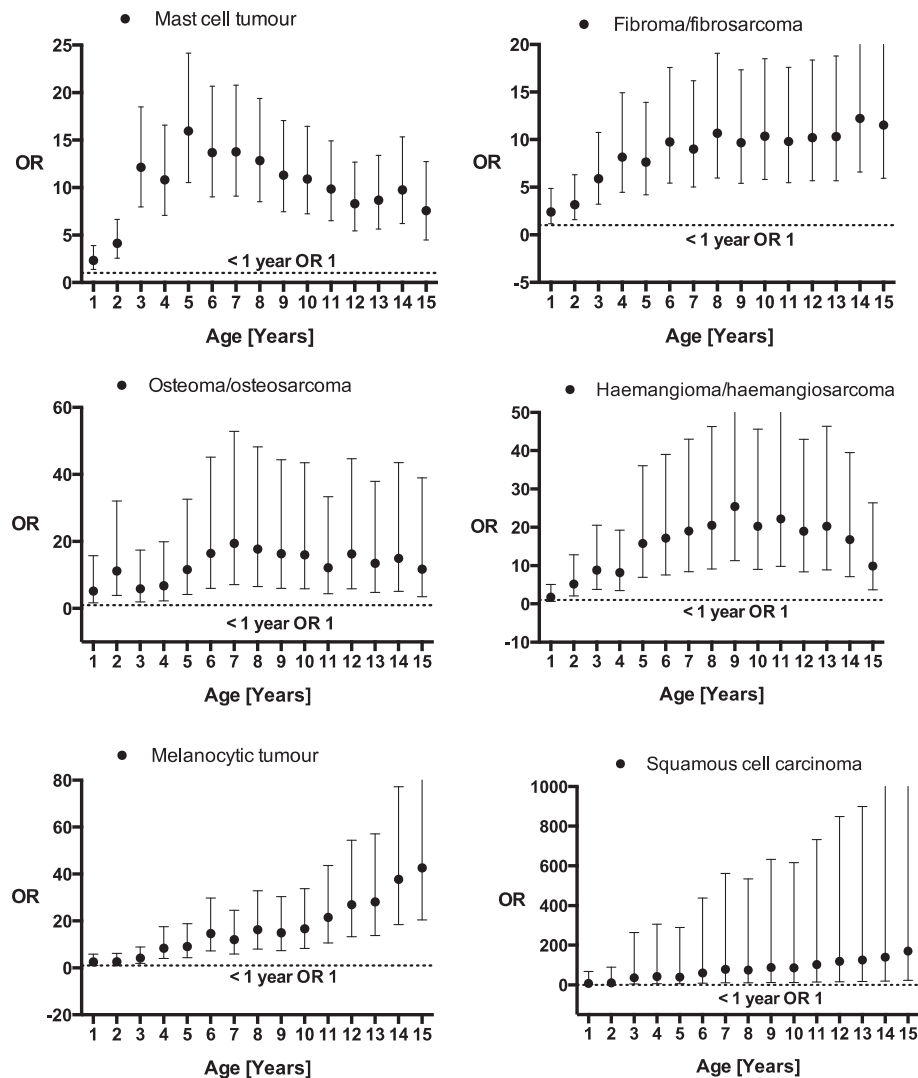 Mast cell tumour
25
20
15
OR
10
5
0
< 1 year OR 1
1 2 3 4 5 6 7 8 9 10 11 12 13 14 15
Age [Years]
Fibroma/fibrosarcoma
20
15
10
OR
5
0
-5
< 1 year OR 1
1 2 3 4 5 6 7 8 9 10 11 12 13 14 15
Age [Years]
Osteoma/osteosarcoma
60
40
OR
20
0
< 1 year OR 1
1 2 3 4 5 6 7 8 9 10 11 12 13 14 15
Age [Years]
Haemangioma/haemangiosarcoma
50
40
30
OR
20
10
0
-10
< 1 year OR 1
1 2 3 4 5 6 7 8 9 10 11 12 13 14 15
Age [Years]
Melanocytic tumour
80
60
40
OR
20
0
-20
< 1 year OR 1
1 2 3 4 5 6 7 8 9 10 11 12 13 14 15
Age [Years]
Squamous cell carcinoma
1000
800
600
OR
400
200
0
< 1 year OR 1
1 2 3 4 5 6 7 8 9 10 11 12 13 14 15
Age [Years]